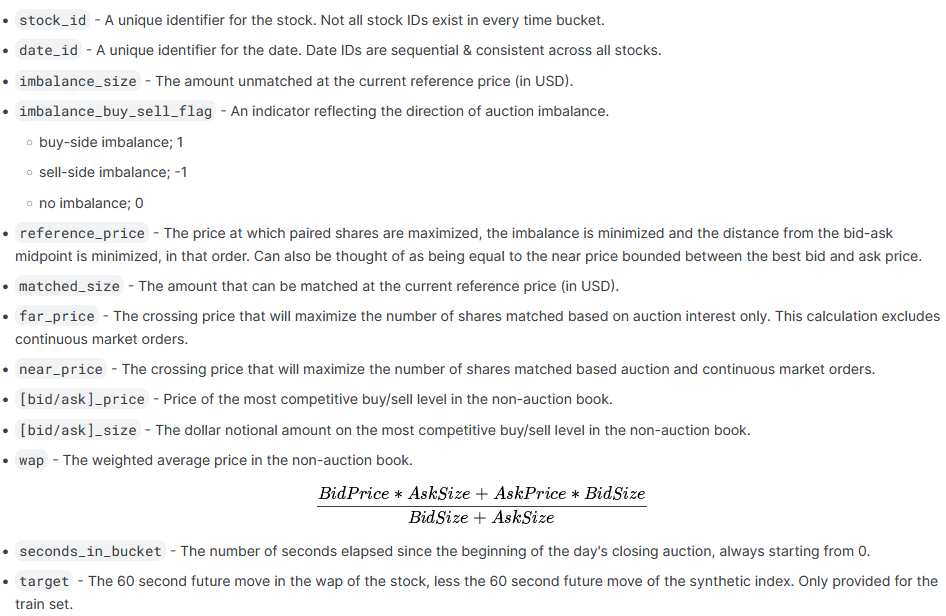 stock_id - A unique identifier for the stock. Not all stock IDs exist in every time bucket.
date_id - A unique identifier for the date. Date IDs are sequential & consistent across all stocks.
imbalance_size - The amount unmatched at the current reference price (in USD).
imbalance_buy_sell_flag - An indicator reflecting the direction of auction imbalance.
buy-side imbalance; 1
sell-side imbalance; -1
no imbalance; 0
reference_price - The price at which paired shares are maximized, the imbalance is minimized and the distance from the bid-ask
midpoint is minimized, in that order. Can also be thought of as being equal to the near price bounded between the best bid and ask price.
matched_size - The amount that can be matched at the current reference price (in USD).
far_price - The crossing price that will maximize the number of shares matched based on auction interest only. This calculation excludes
continuous market orders.
near_price - The crossing price that will maximize the number of shares matched based auction and continuous market orders.
[bid/ask]_price - Price of the most competitive buy/sell level in the non-auction book.
[bid/ask]_size - The dollar notional amount on the most competitive buy/sell level in the non-auction book.
wap - The weighted average price in the non-auction book.
BidPrice * AskSize + AskPrice * BidSize
BidSize + AskSize
seconds_in_bucket - The number of seconds elapsed since the beginning of the day's closing auction, always starting from 0.
target - The 60 second future move in the wap of the stock, less the 60 second future move of the synthetic index. Only provided for the
train set.